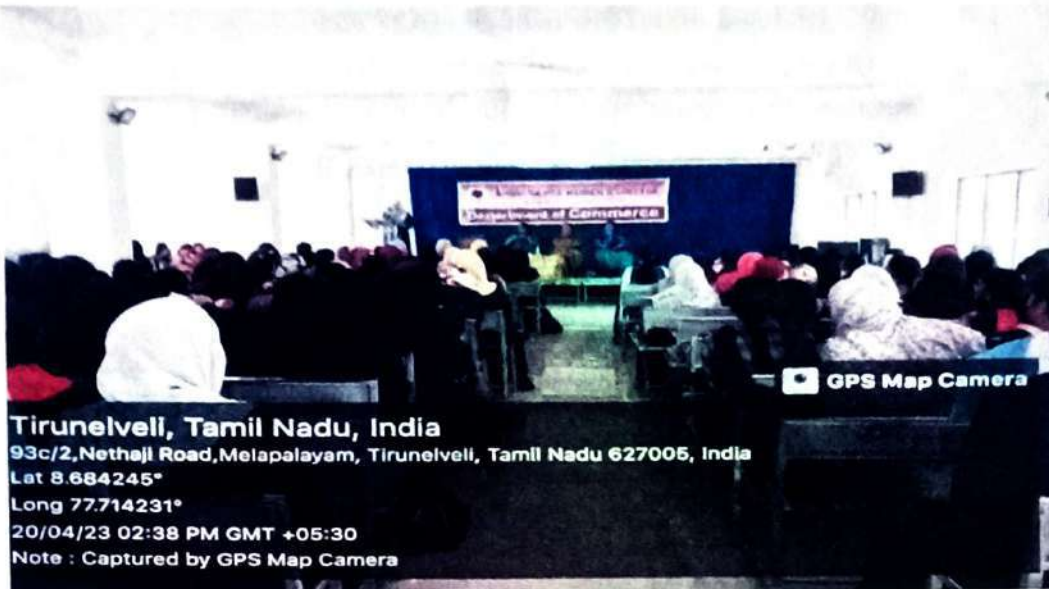 Department of Commerce
GPS Map Camera
Tirunelveli, Tamil Nadu, India
93c/2,Nethaji Road,Melapalayam, Tirunelveli, Tamil Nadu 627005, India
Lat 8.684245°
Long 77.714231°
20/04/23 02:38 PM GMT +05:30
Note : Captured by GPS Map Camera